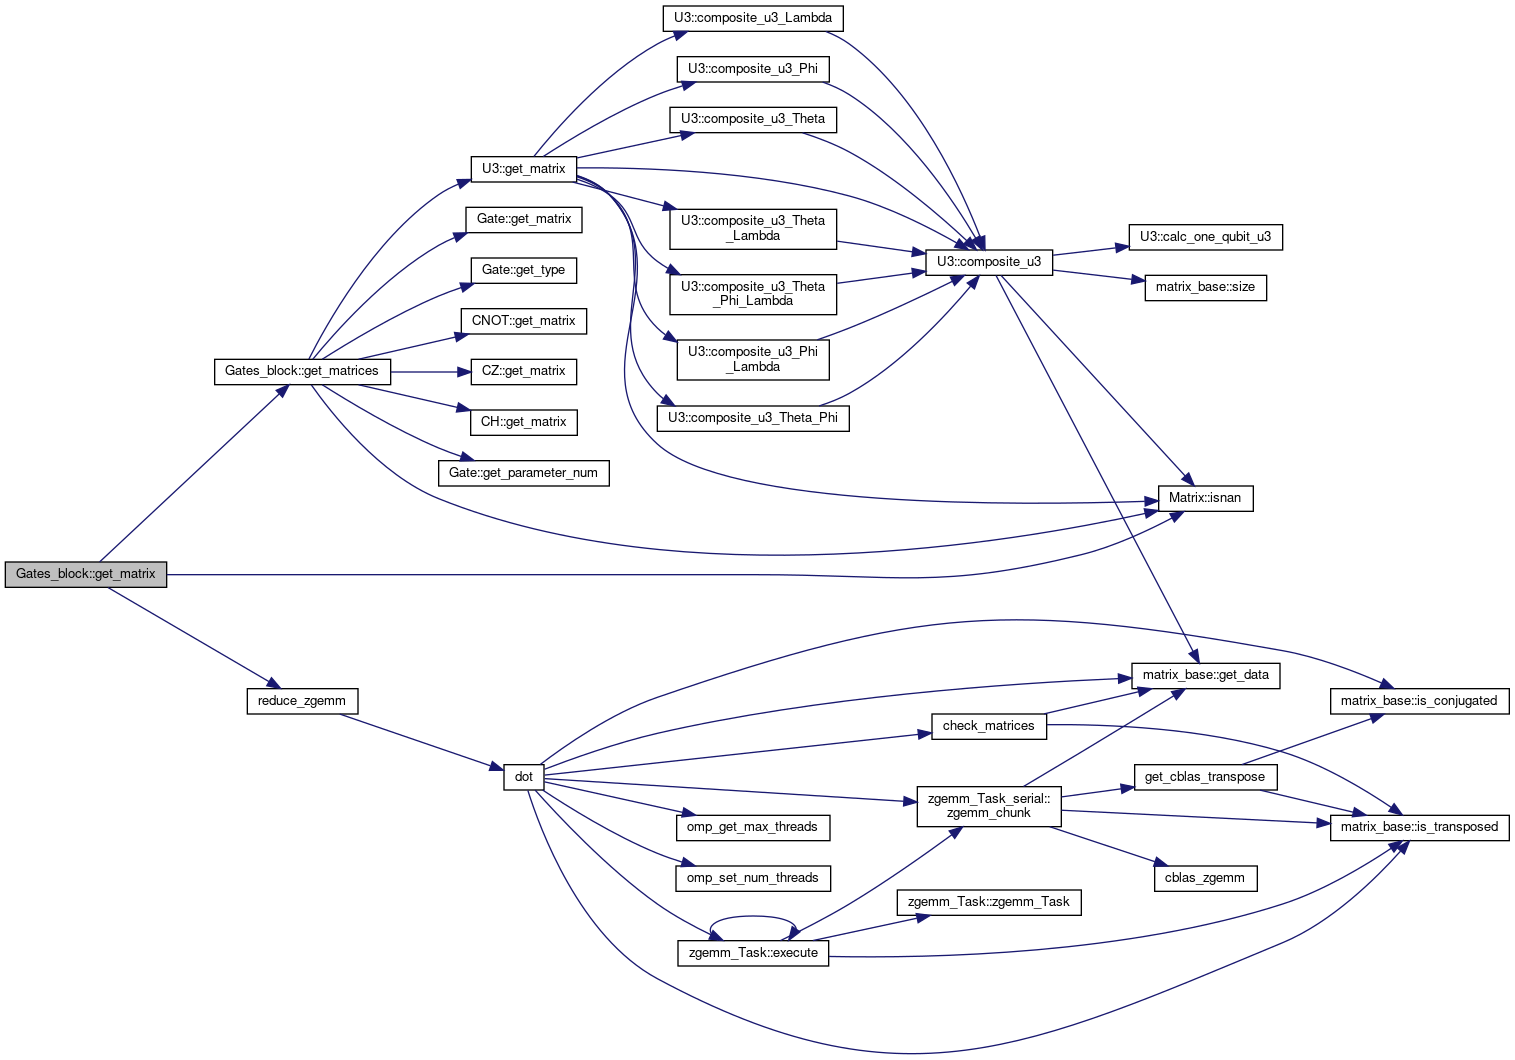 U3::composite_u3_Lambda
U3::composite_u3_Phi
U3::composite_u3_Theta
U3::get_matrix
U3::composite_u3_Theta
_Lambda
Gate::get_matrix
U3::calc_one_qubit_u3
U3::composite_u3
Gate::get_type
matrix_base::size
U3::composite_u3_Theta
_Phi_Lambda
CNOT::get_matrix
U3::composite_u3_Phi
_Lambda
Gates_block::get_matrices
CZ::get_matrix
CH::get_matrix
U3::composite_u3_Theta_Phi
Gate::get_parameter_num
Matrix::isnan
Gates_block::get_matrix
matrix_base::get_data
reduce_zgemm
matrix_base::is_conjugated
check_matrices
dot
get_cblas_transpose
zgemm_Task_serial::
zgemm_chunk
omp_get_max_threads
matrix_base::is_transposed
omp_set_num_threads
cblas_zgemm
zgemm_Task::zgemm_Task
zgemm_Task::execute